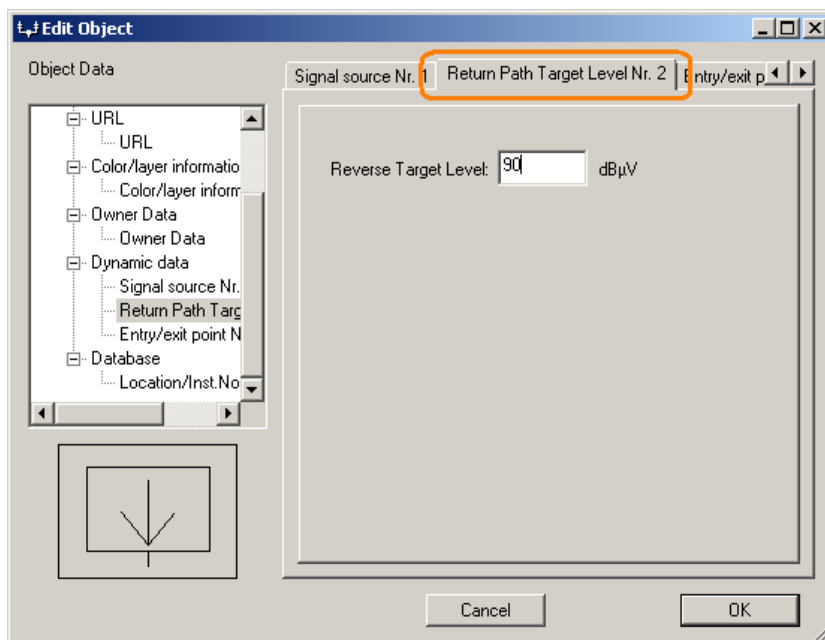 Edit Object
Object Data
Signal source Nr. 1
Return Path Target Level Nr. 2
Entry/exit p
URL
URL
Color/layer informatio
Color/layer inform
Owner Data
Owner Data
Dynamic data
Signal source Nr.
Return Path Targ
Entry/exit point N
Database
Location/Inst.No
Reverse Target Level: 90 dBµV
Cancel
OK